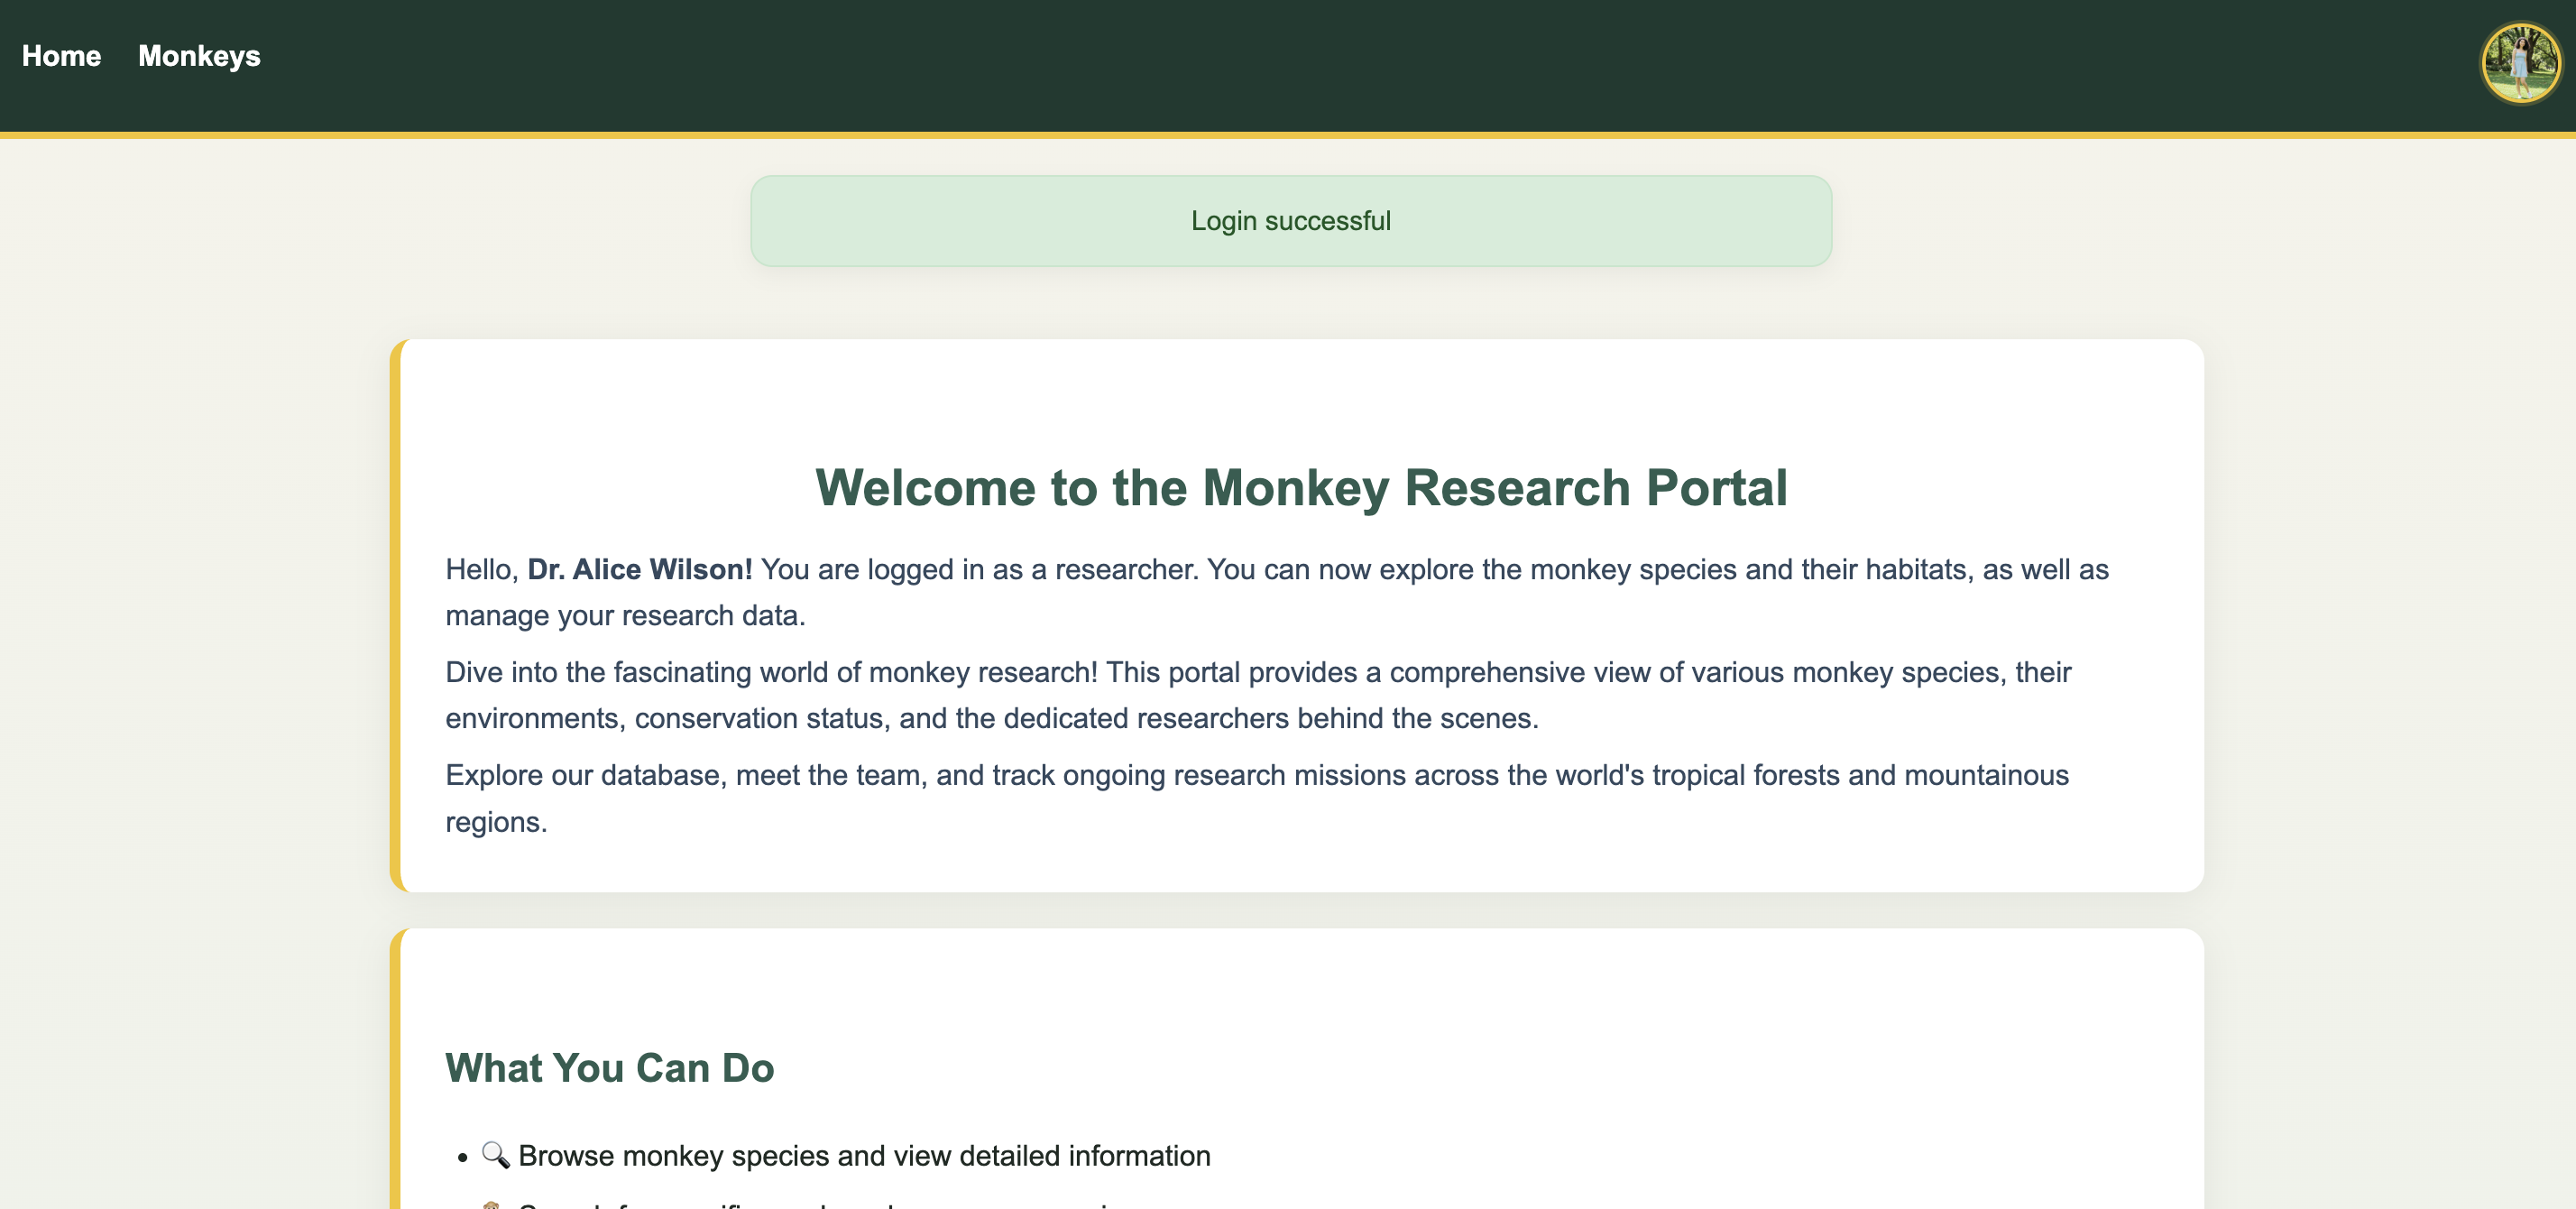 Home Monkeys
Login successful
Welcome to the Monkey Research Portal
Hello, Dr. Alice Wilson! You are logged in as a researcher. You can now explore the monkey species and their habitats, as well as
manage your research data.
Dive into the fascinating world of monkey research! This portal provides a comprehensive view of various monkey species, their
environments, conservation status, and the dedicated researchers behind the scenes.
Explore our database, meet the team, and track ongoing research missions across the world's tropical forests and mountainous
regions.
What You Can Do
• 🔍 Browse monkey species and view detailed information